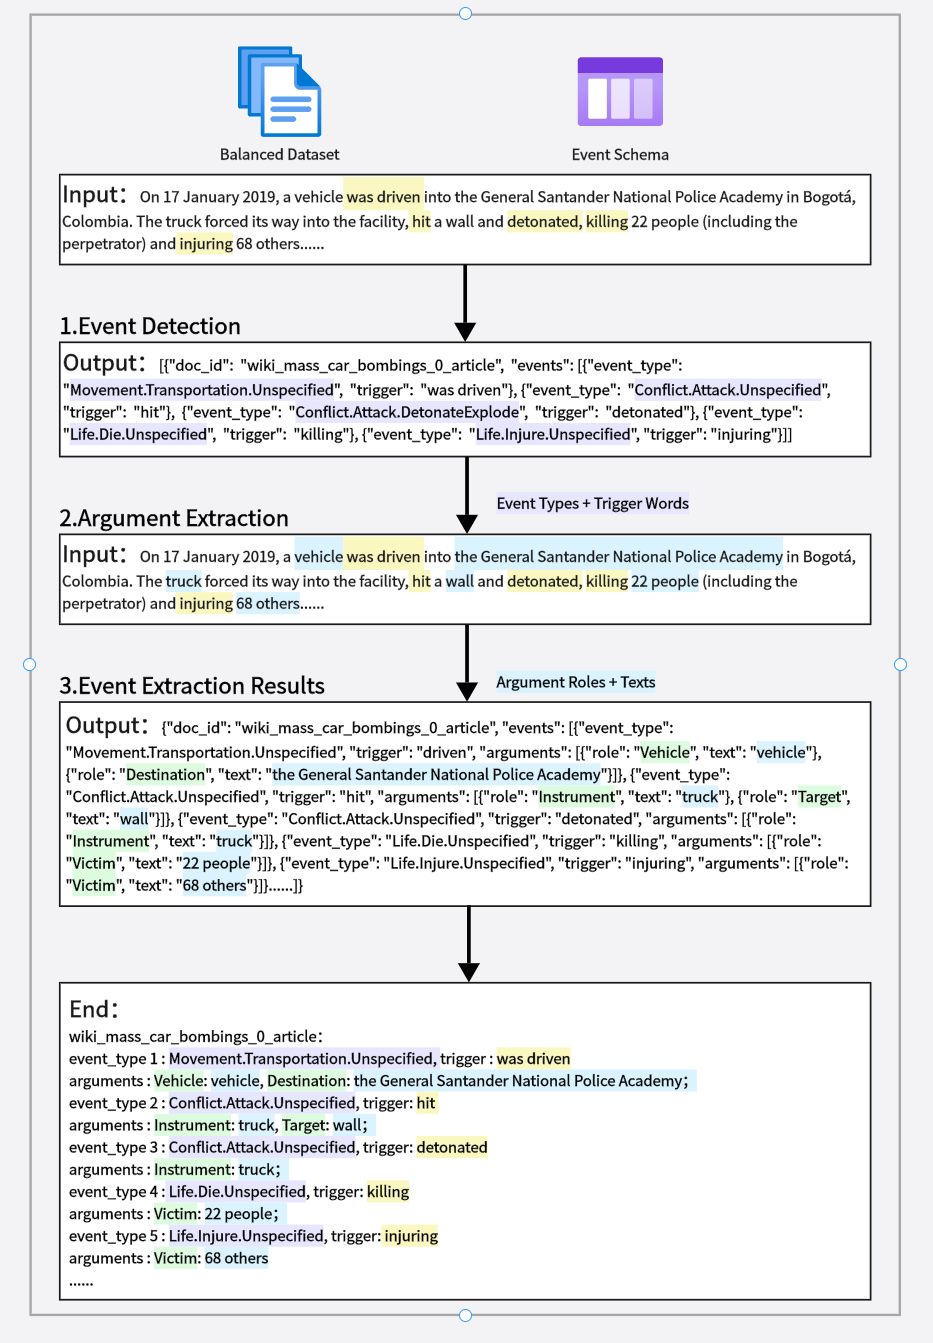 Balanced Dataset
Event Schema
Input： On 17 January 2019, a vehicle was driven into the General Santander National Police Academy in Bogotá,
Colombia. The truck forced its way into the facility, hit a wall and detonated, killing 22 people (including the
perpetrator) and injuring 68 others......
1.Event Detection
Output： [{"doc_id": "wiki_mass_car_bombings_0_article", "events": [{"event_type":
"Movement.Transportation.Unspecified", "trigger": "was driven"}, {"event_type": "Conflict.Attack.Unspecified",
"trigger": "hit"}, {"event_type": "Conflict.Attack.DetonateExplode", "trigger": "detonated"}, {"event_type":
"Life.Die.Unspecified", "trigger": "killing"}, {"event_type": "Life.Injure.Unspecified", "trigger": "injuring"}]]
Event Types + Trigger Words
2.Argument Extraction
Input： On 17 January 2019, a vehicle was driven into the General Santander National Police Academy in Bogotá,
Colombia. The truck forced its way into the facility, hit a wall and detonated, killing 22 people (including the
perpetrator) and injuring 68 others......
Argument Roles + Texts
3.Event Extraction Results
Output： {"doc_id": "wiki_mass_car_bombings_0_article", "events": [{"event_type":
"Movement.Transportation.Unspecified", "trigger": "driven", "arguments": [{"role": "Vehicle", "text": "vehicle"},
{"role": "Destination", "text": "the General Santander National Police Academy"}]}, {"event_type":
"Conflict.Attack.Unspecified", "trigger": "hit", "arguments": [{"role": "Instrument", "text": "truck"}, {"role": "Target",
"text": "wall"}]}, {"event_type": "Conflict.Attack.Unspecified", "trigger": "detonated", "arguments": [{"role":
"Instrument", "text": "truck"}]}, {"event_type": "Life.Die.Unspecified", "trigger": "killing", "arguments": [{"role":
"Victim", "text": "22 people"}]}, {"event_type": "Life.Injure.Unspecified", "trigger": "injuring", "arguments": [{"role":
"Victim", "text": "68 others"}]}......]}
End：
wiki_mass_car_bombings_0_article：
event_type 1 : Movement.Transportation.Unspecified, trigger : was driven
arguments : Vehicle: vehicle, Destination: the General Santander National Police Academy；
event_type 2 : Conflict.Attack.Unspecified, trigger: hit
arguments : Instrument: truck, Target: wall；
event_type 3 : Conflict.Attack.Unspecified, trigger: detonated
arguments : Instrument: truck；
event_type 4 : Life.Die.Unspecified, trigger: killing
arguments : Victim: 22 people；
event_type 5 : Life.Injure.Unspecified, trigger: injuring
arguments : Victim: 68 others
......